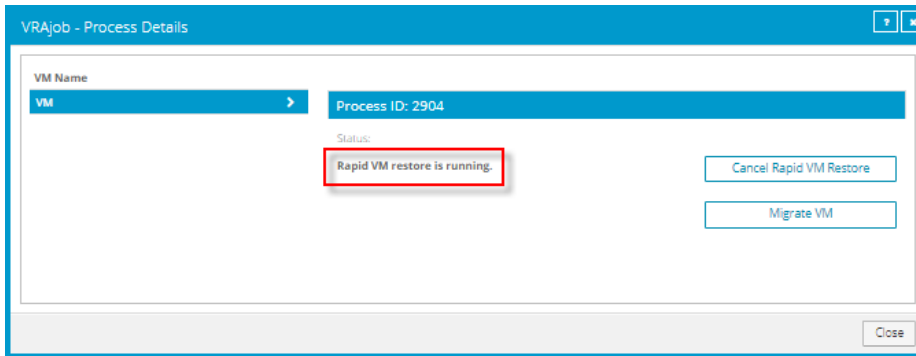 VRAjob - Process Details
?
VM Name
VM
Process ID: 2904
Status:
Rapid VM restore is running.
Cancel Rapid VM Restore
Migrate VM
Close